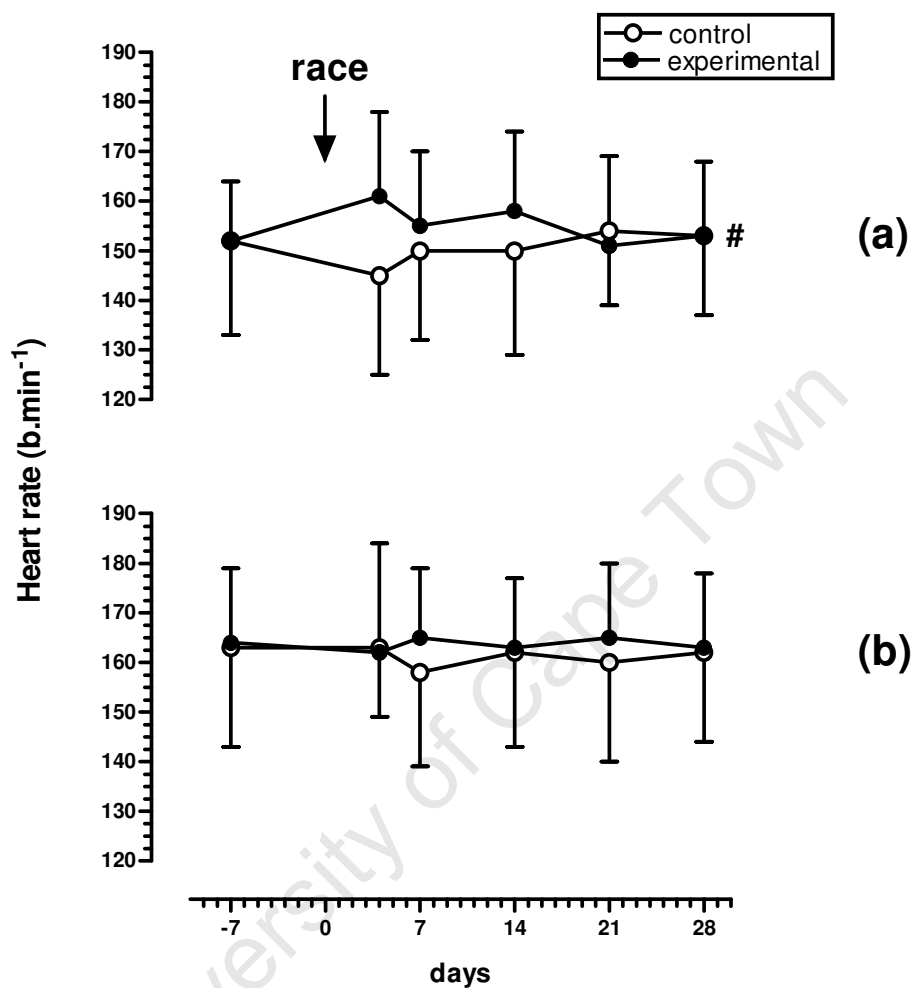 control
experimental
race
190
180
170
160
150
140
130
120
#
(a)
Heart rate (b.min⁻¹)
190
180
170
160
150
140
130
120
(b)
-7 0 7 14 21 28
days
versity of Cape Town